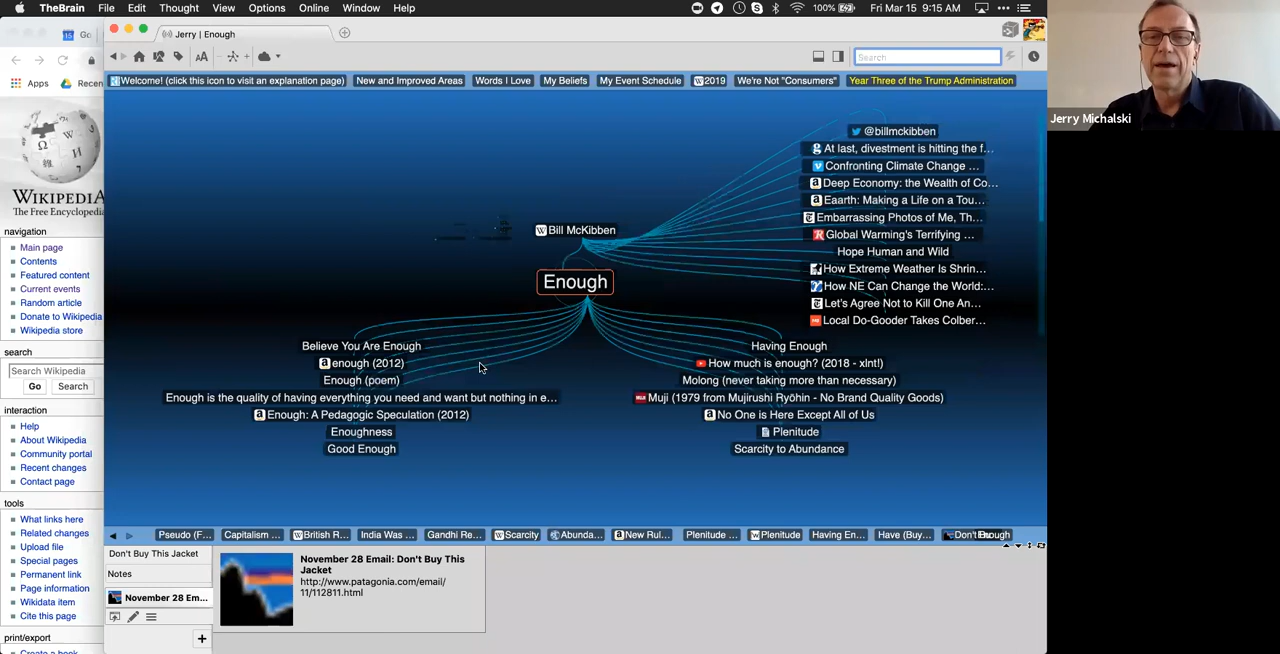 TheBrain File Edit Thought View Options Online Window Help
100% Fri Mar 15 9:15 AM
15
Jerry | Enough
AA
Search
Apps
Recen
Welcome! (click this icon to visit an explanation page) New and Improved Areas Words I Love My Beliefs My Event Schedule 2019 We're Not "Consumers" Year Three of the Trump Administration
Jerry Michalski
WIKIPEDIA
The Free Encyclopedia
navigation
Main page
Contents
Featured content
Current events
Random article
Donate to Wikipedia
Wikipedia store
search
Search Wikipedia
Go Search
interaction
Help
About Wikipedia
Community portal
Recent changes
Contact page
tools
What links here
Related changes
Upload file
Special pages
Permanent link
Page information
Wikidata item
Cite this page
print/export
Create a book
@billmckibben
At last, divestment is hitting the f...
Confronting Climate Change ...
Deep Economy: the Wealth of Co...
Eaarth: Making a Life on a Tou...
Embarrassing Photos of Me, Th...
Global Warming's Terrifying ...
Hope Human and Wild
How Extreme Weather Is Shrin...
How NE Can Change the World:...
Let's Agree Not to Kill One An...
Local Do-Gooder Takes Colber...
Bill McKibben
Enough
Believe You Are Enough
enough (2012)
Enough (poem)
Enough is the quality of having everything you need and want but nothing in e...
Enough: A Pedagogic Speculation (2012)
Enoughness
Good Enough
Having Enough
How much is enough? (2018 - xlnt!)
Molong (never taking more than necessary)
Muji (1979 from Mujirushi Ryōhin - No Brand Quality Goods)
No One is Here Except All of Us
Plenitude
Scarcity to Abundance
Pseudo (F... Capitalism ... British R... India Was ... Gandhi Re... Scarcity Abunda... New Rul... Plenitude ... Plenitude Having En... Have (Buy... Don't Enough
Don't Buy This Jacket
Notes
November 28 Em...
November 28 Email: Don't Buy This
Jacket
http://www.patagonia.com/email/
11/112811.html